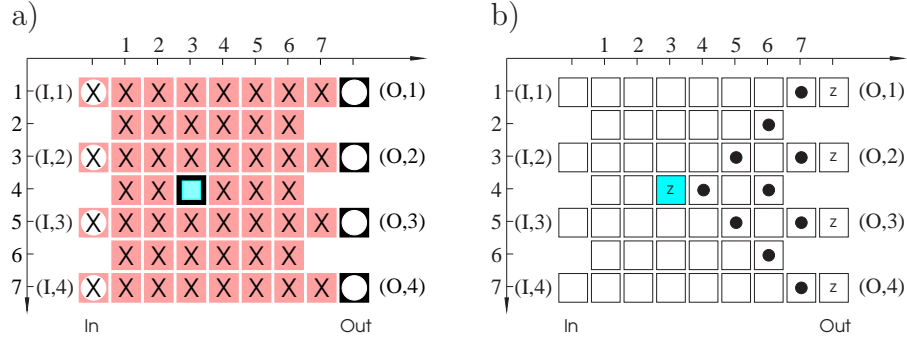 a)
1 2 3 4 5 6 7
1 (I,1) X X X X X X X X (O,1)
2 X X X X X X
3 (I,2) X X X X X X X X (O,2)
4 X X X X X
5 (I,3) X X X X X X X X (O,3)
6 X X X X X X
7 (I,4) X X X X X X X X (O,4)
In Out
b)
1 2 3 4 5 6 7
1 (I,1) z (O,1)
2
3 (I,2) z (O,2)
4 z
5 (I,3) z (O,3)
6
7 (I,4) z (O,4)
In Out